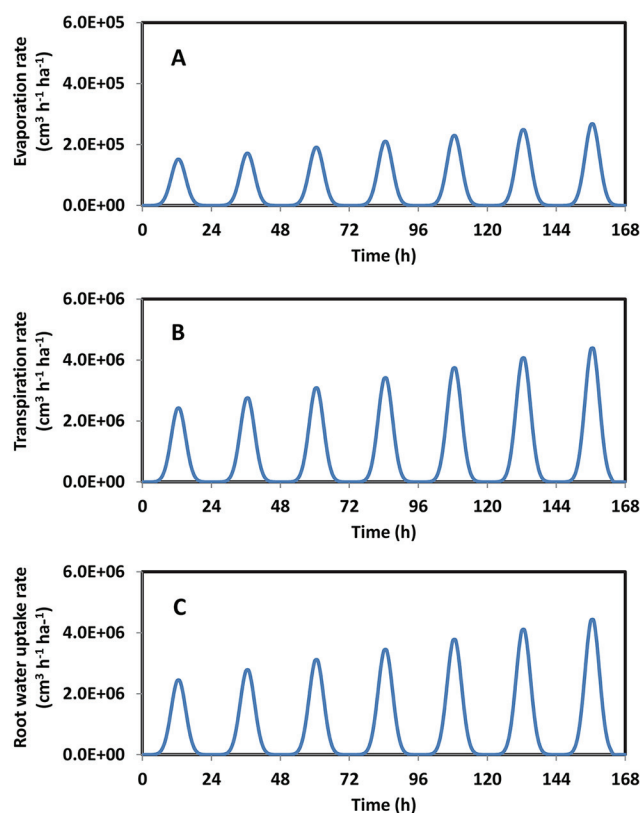 A
Evaporation rate
(cm³ h⁻¹ ha⁻¹)
6.0E+05
4.0E+05
2.0E+05
0.0E+00
0 24 48 72 96 120 144 168
Time (h)
B
Transpiration rate
(cm³ h⁻¹ ha⁻¹)
6.0E+06
4.0E+06
2.0E+06
0.0E+00
0 24 48 72 96 120 144 168
Time (h)
C
Root water uptake rate
(cm³ h⁻¹ ha-¹)
6.0E+06
4.0E+06
2.0E+06
0.0E+00
0 24 48 72 96 120 144 168
Time (h)